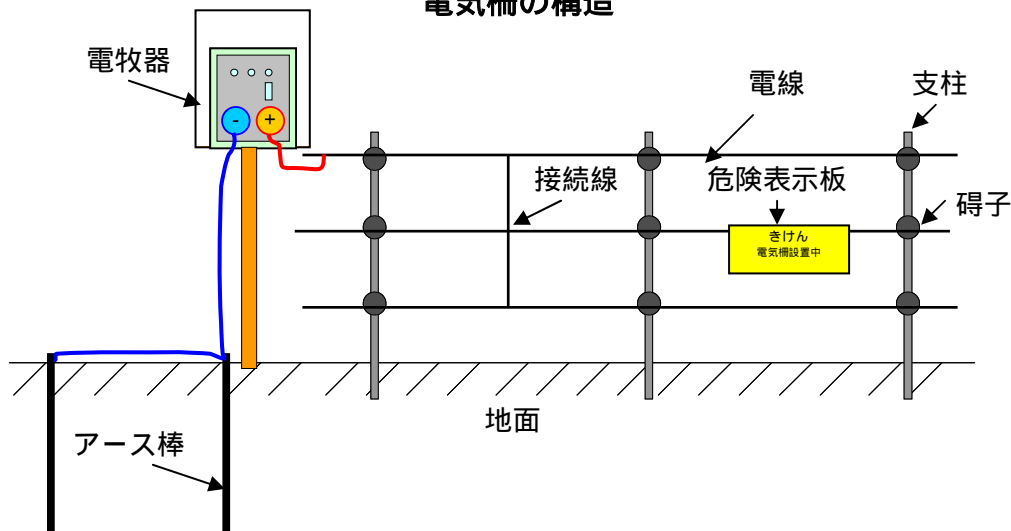 電気柵の構造
電牧器
電線
支柱
- +
接続線
危険表示板
碍子
きけん
電気柵設置中
地面
アース棒